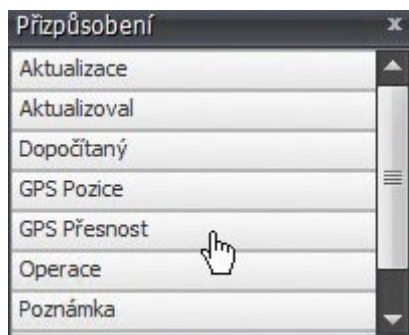 Přizpůsobení
Aktualizace
Aktualizoval
Dopočítaný
GPS Pozice
GPS Přesnost
Operace
Poznámka